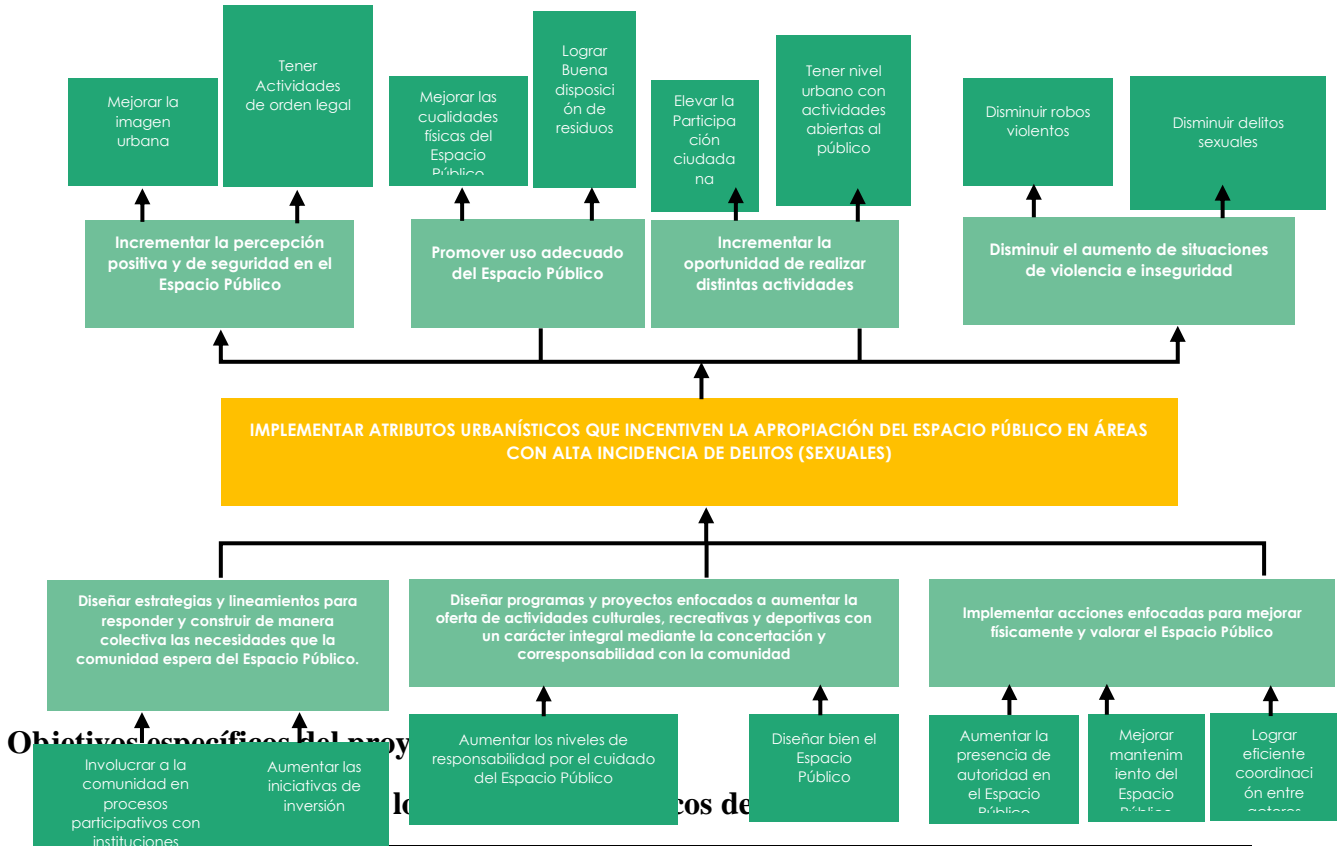 Mejorar la
imagen
urbana
Tener
Actividades
de orden legal
Mejorar las
cualidades
físicas del
Espacio
Público
Lograr
Buena
disposici
ón de
residuos
Elevar la
Participa
ción
ciudada
na
Tener nivel
urbano con
actividades
abiertas al
público
Disminuir robos
violentos
Disminuir delitos
sexuales
Incrementar la percepción
positiva y de seguridad en el
Espacio Público
Promover uso adecuado
del Espacio Público
Incrementar la
oportunidad de realizar
distintas actividades
Disminuir el aumento de situaciones
de violencia e inseguridad
IMPLEMENTAR ATRIBUTOS URBANÍSTICOS QUE INCENTIVEN LA APROPIACIÓN DEL ESPACIO PÚBLICO EN ÁREAS
CON ALTA INCIDENCIA DE DELITOS (SEXUALES)
Diseñar estrategias y lineamientos para
responder y construir de manera
colectiva las necesidades que la
comunidad espera del Espacio Público.
Diseñar programas y proyectos enfocados a aumentar la
oferta de actividades culturales, recreativas y deportivas con
un carácter integral mediante la concertación y
corresponsabilidad con la comunidad
Implementar acciones enfocadas para mejorar
físicamente y valorar el Espacio Público
Objetivos específicos del
Involucrar a la
comunidad en
procesos
participativos con
instituciones
Aumentar las
iniciativas de
inversión
Aumentar los niveles de
responsabilidad por el cuidado
del Espacio Público
Diseñar bien el
Espacio
Público
Aumentar la
presencia de
autoridad en
el Espacio
Público
Mejorar
mantenim
iento del
Espacio
Público
Lograr
eficiente
coordinaci
ón entre
actores